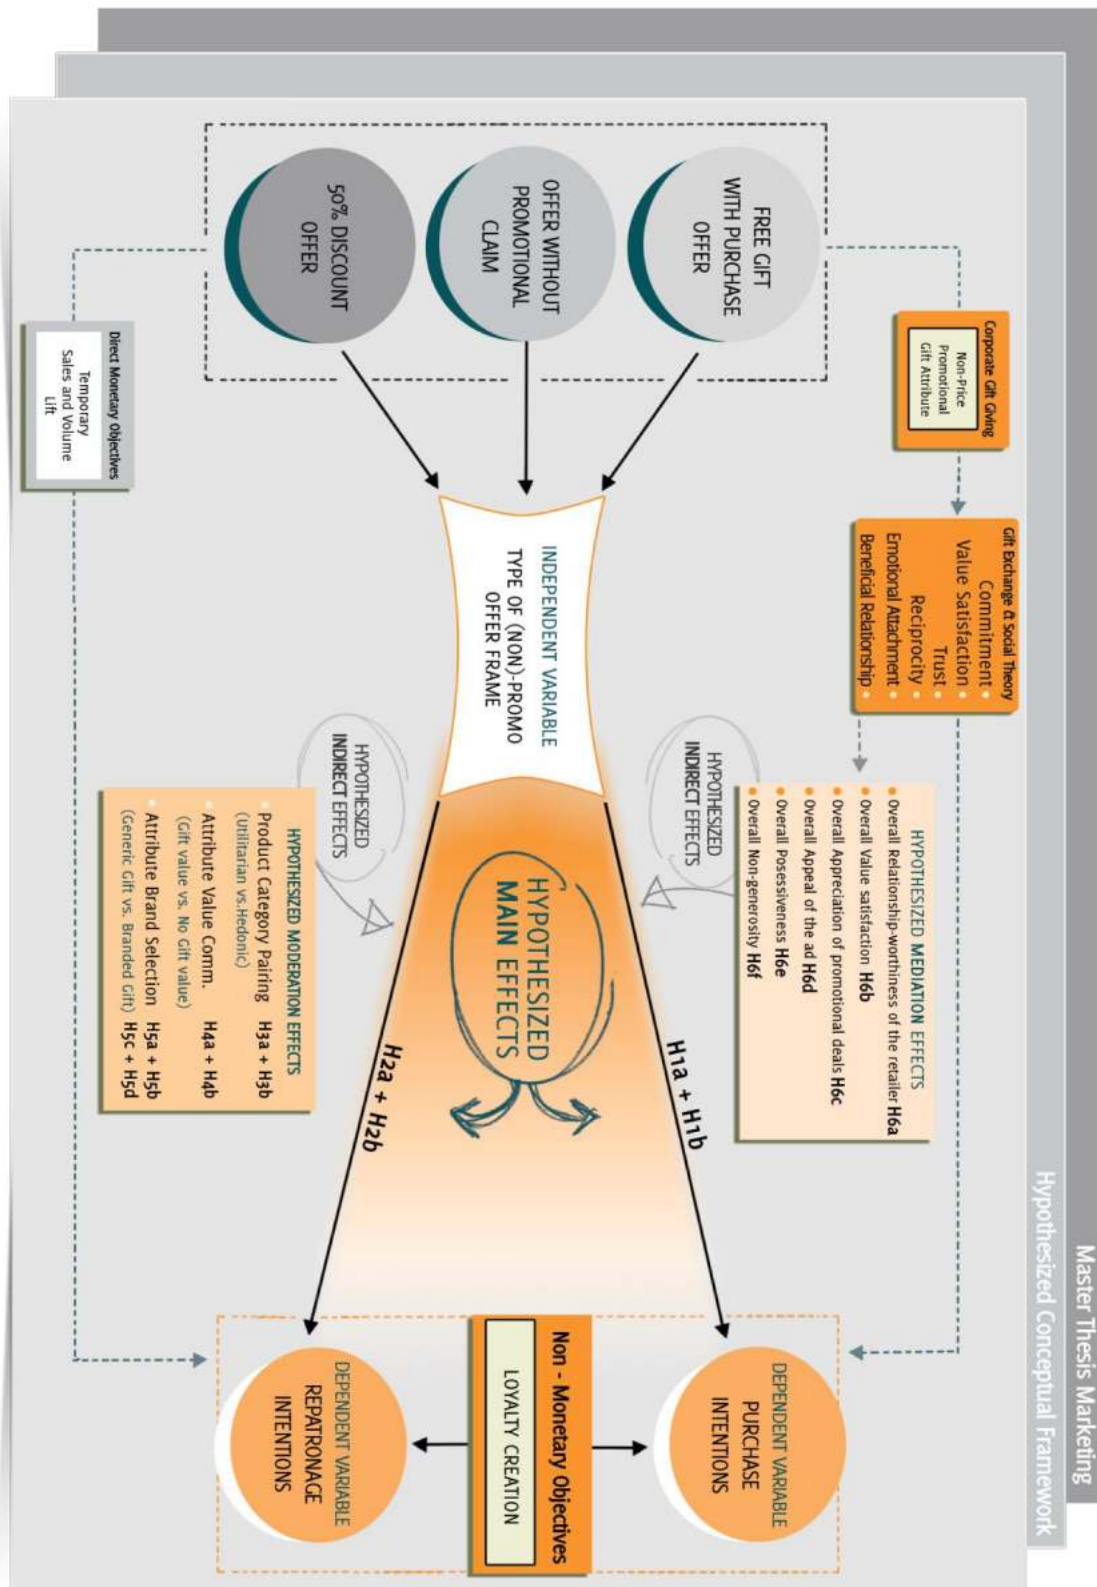 Master Thesis Marketing
Hypothesized Conceptual Framework
Corporate Gift Giving
Non-Price
Promotional
Gift Attribute
Gift Exchange & Social Theory
Commitment
Value Satisfaction
Trust
Reciprocity
Emotional Attachment
Beneficial Relationship
FREE GIFT
WITH PURCHASE
OFFER
OFFER WITHOUT
PROMOTIONAL
CLAIM
50% DISCOUNT
OFFER
INDEPENDENT VARIABLE
TYPE OF (NON)-PROMO
OFFER FRAME
HYPOTHESIZED MEDIATION EFFECTS
Overall Relationship-worthiness of the retailer H6a
Overall Value satisfaction H6b
Overall Appreciation of promotional deals H6c
Overall Appeal of the ad H6d
Overall Posessiveness H6e
Overall Non-generosity H6f
HYPOTHESIZED
INDIRECT EFFECTS
H1a + H1b
HYPOTHESIZED
MAIN EFFECTS
H2a + H2b
HYPOTHESIZED
INDIRECT EFFECTS
HYPOTHESIZED MODERATION EFFECTS
Product Category Pairing H3a + H3b
(Utilitarian vs.Hedonic)
Attribute Value Comm. H4a + H4b
(Gift value vs. No Gift value)
Attribute Brand Selection H5a + H5b
(Generic Gift vs. Branded Gift) H5c + H5d
DEPENDENT VARIABLE
PURCHASE
INTENTIONS
Non - Monetary Objectives
LOYALTY CREATION
DEPENDENT VARIABLE
REPATRONAGE
INTENTIONS
Direct Monetary Objectives
Temporary
Sales and Volume
Lift